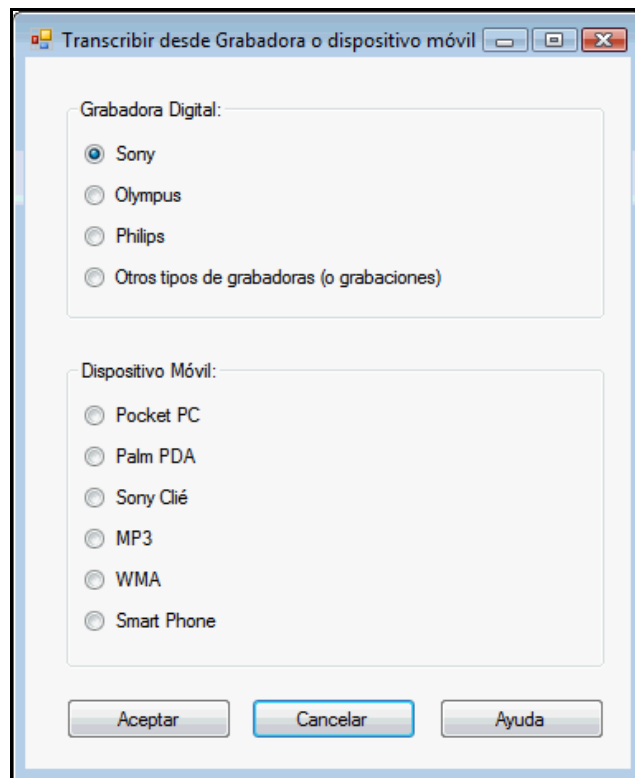 Transcribir desde Grabadora o dispositivo móvil
Grabadora Digital:
Sony
Olympus
Philips
Otros tipos de grabadoras (o grabaciones)
Dispositivo Móvil:
Pocket PC
Palm PDA
Sony Clié
MP3
WMA
Smart Phone
Aceptar Cancelar Ayuda